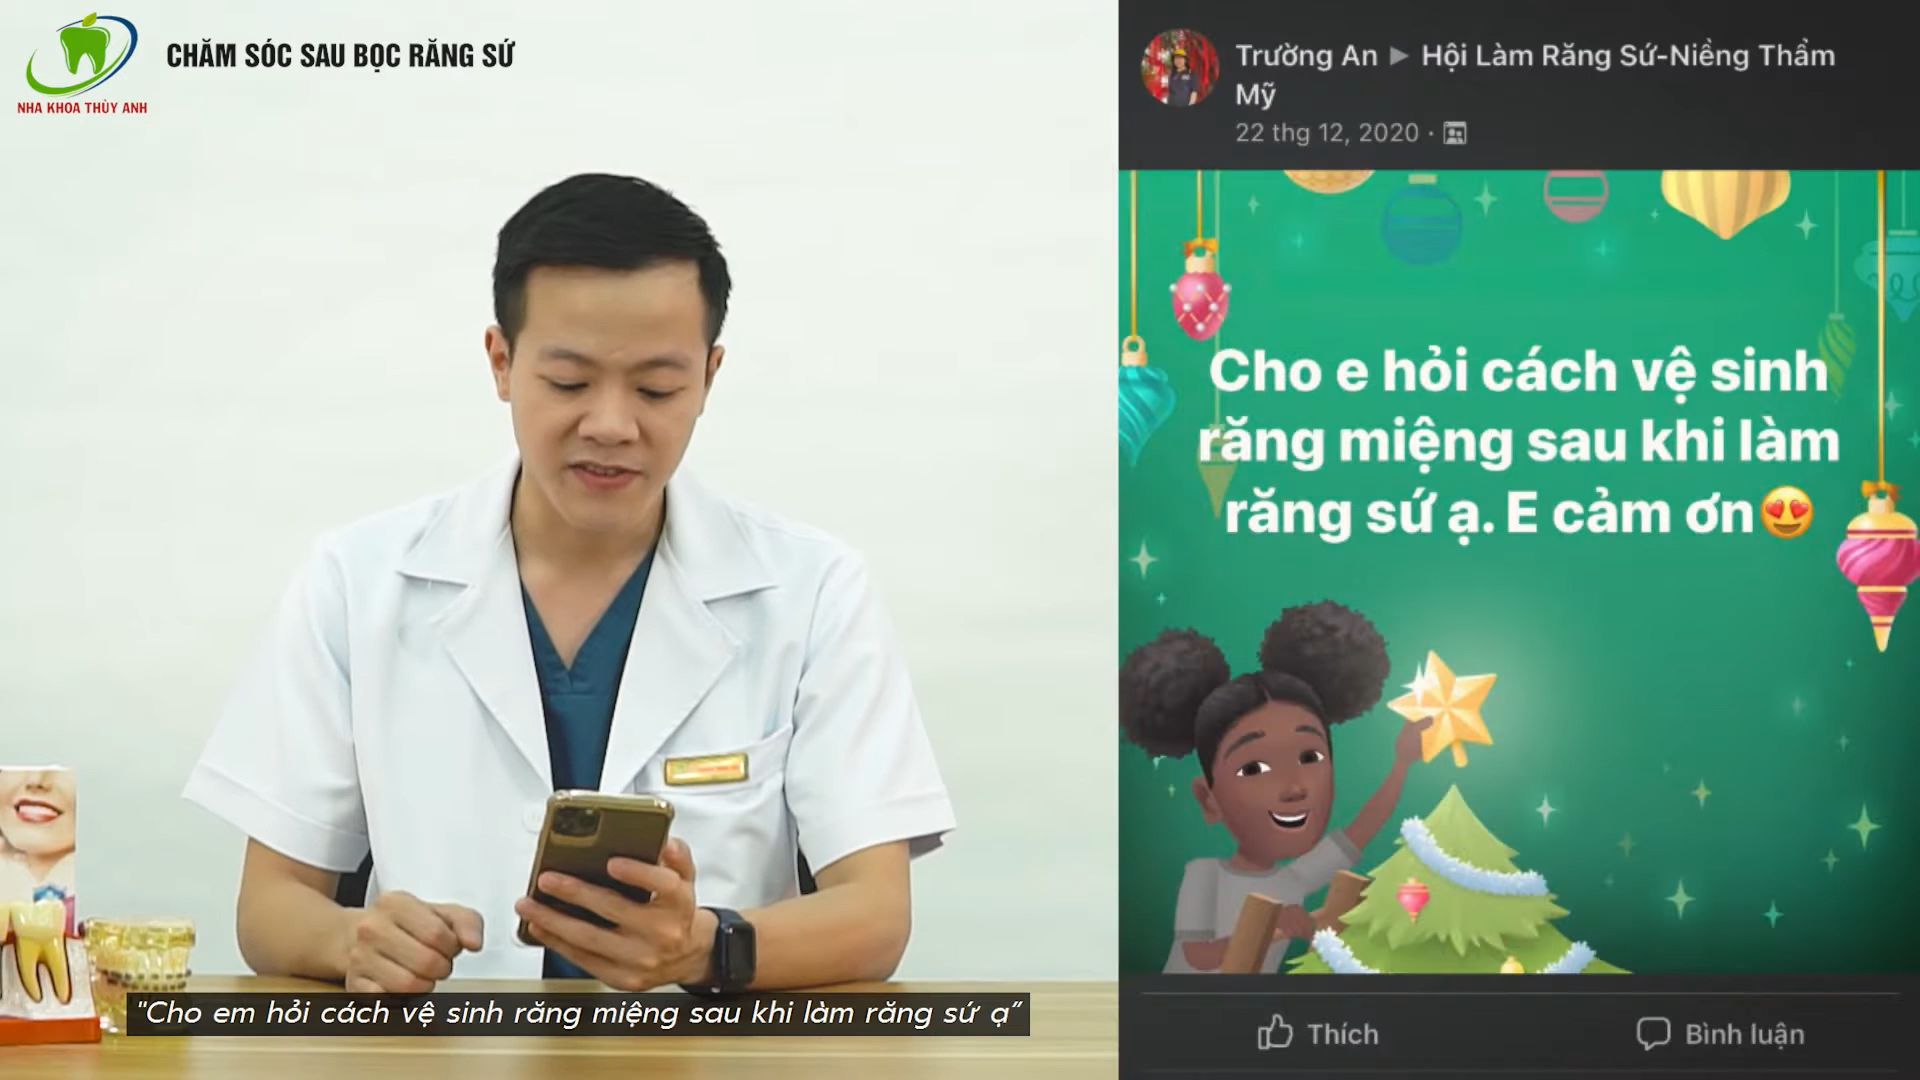 CHĂM SÓC SAU BỌC RĂNG SỨ
NHA KHOA THÙY ANH
Trường An ▶ Hội Làm Răng Sứ-Niềng Thẩm
Mỹ
22 thg 12, 2020 ·
Cho e hỏi cách vệ sinh
răng miệng sau khi làm
răng sứ ạ. E cảm ơn😍
"Cho em hỏi cách vệ sinh răng miệng sau khi làm răng sứ ạ"
Thích
Bình luận